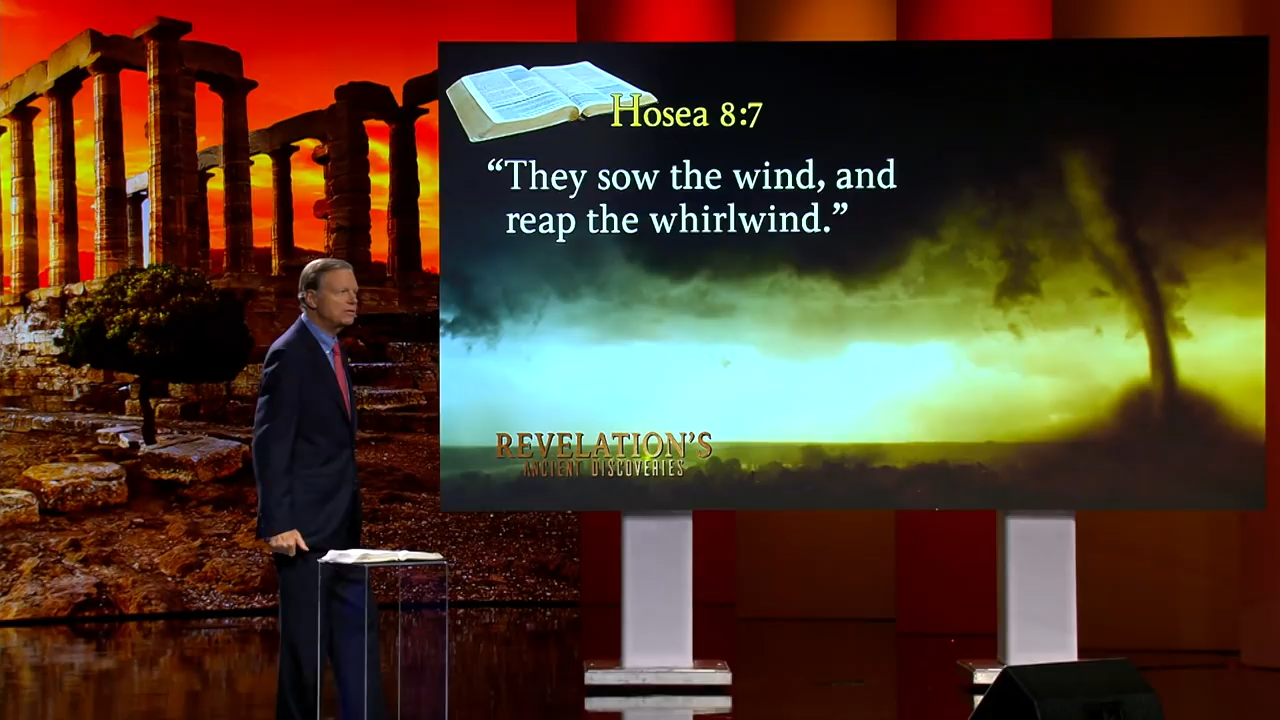 Hosea 8:7
“They sow the wind, and
reap the whirlwind.”
REVELATION'S
ANCIENT DISCOVERIES